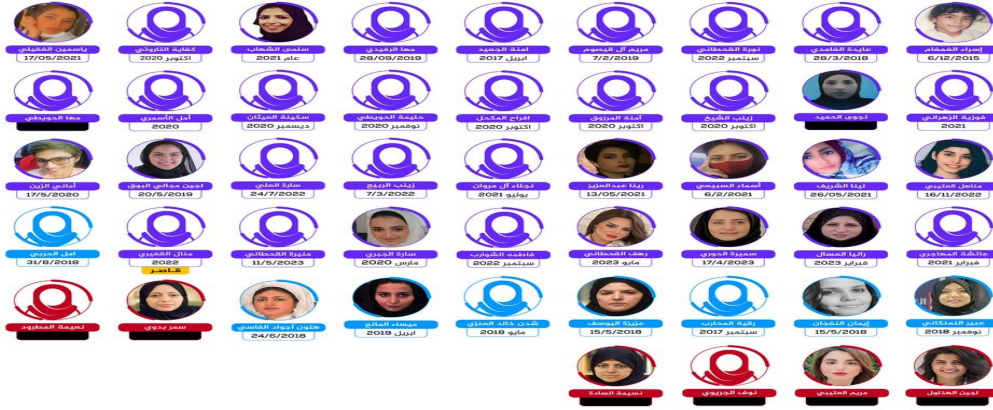 إسراء الغمغام
6/12/2015
عايدة الغامدي
28/3/2018
نورة القحطاني
سبتمبر 2022
مريم آل قيصوم
7/2/2019
امنة الجعيد
ابريل 2017
مها الرفيدي
28/09/2019
سلمى الشهاب
عام 2021
كفاية التاروتي
اكتوبر 2020
ياسمين الغفيلي
17/05/2021
فوزية الزهراني
2021
نجوى الحميد
زينب الشيخ
اكتوبر 2020
آمنة المرزوق
اكتوبر 2020
افراح المكحل
اكتوبر 2020
حليمة الحويطي
نوفمبر 2020
سكينة العيثان
ديسمبر 2020
أمل الأسمري
2020
مها الحويطي
مناهل العتيبي
16/11/2022
لينا الشريف
26/05/2021
أسماء السبيعي
6/2/2021
رينا عبدالعزيز
13/05/2021
نجلاء آل مروان
يوليو 2021
زينب الربيع
7/3/2022
سارة العلي
24/7/2022
لجين مجالي البوق
20/5/2019
أماني الزين
17/5/2020
عائشة المهاجري
فبراير 2021
رانيا العسال
فبراير 2023
سميرة الحوري
17/4/2023
رهف القحطاني
مايو 2023
فاطمه الشوارب
سبتمبر 2022
سارة الجبري
مارس 2020
منيرة القحطاني
11/5/2023
منال القفيري
2022
قاصر
امل الحربي
31/8/2018
عبير النمنكاني
نوفمبر 2018
إيمان النفجان
15/5/2018
رقية المحارب
سبتمبر 2017
عزيزة اليوسف
15/5/2018
شدن خالد العنزي
مايو 2018
ميساء المانع
ابريل 2019
هتون أجواد الفاسي
24/6/2018
سمر بدوي
نعيمة المطرود
لجين الهذلول
مريم العتيبي
نوف الجريوي
نسيمة السادة